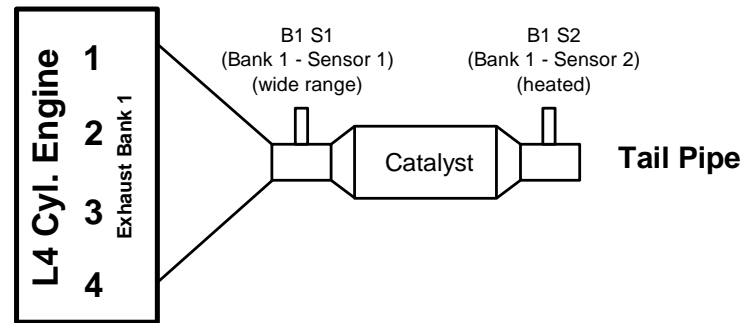 L4 Cyl. Engine
1
2
3
4
Exhaust Bank 1
B1 S1
(Bank 1 - Sensor 1)
(wide range)
Catalyst
B1 S2
(Bank 1 - Sensor 2)
(heated)
Tail Pipe